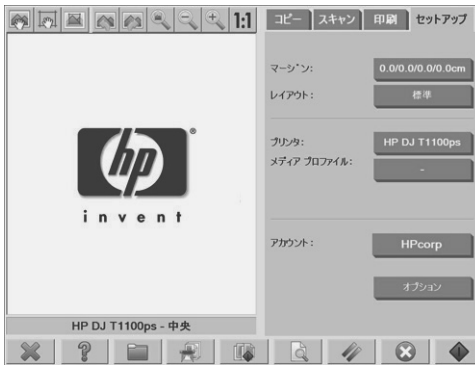 1:1
コピー スキャン 印刷 セットアップ
hp
invent
マージン: 0.0/0.0/0.0/0.0cm
レイアウト: 標準
プリンタ: HP DJ T1100ps
メディア プロファイル: -
アカウント: HPcorp
オプション
HP DJ T1100ps - 中央